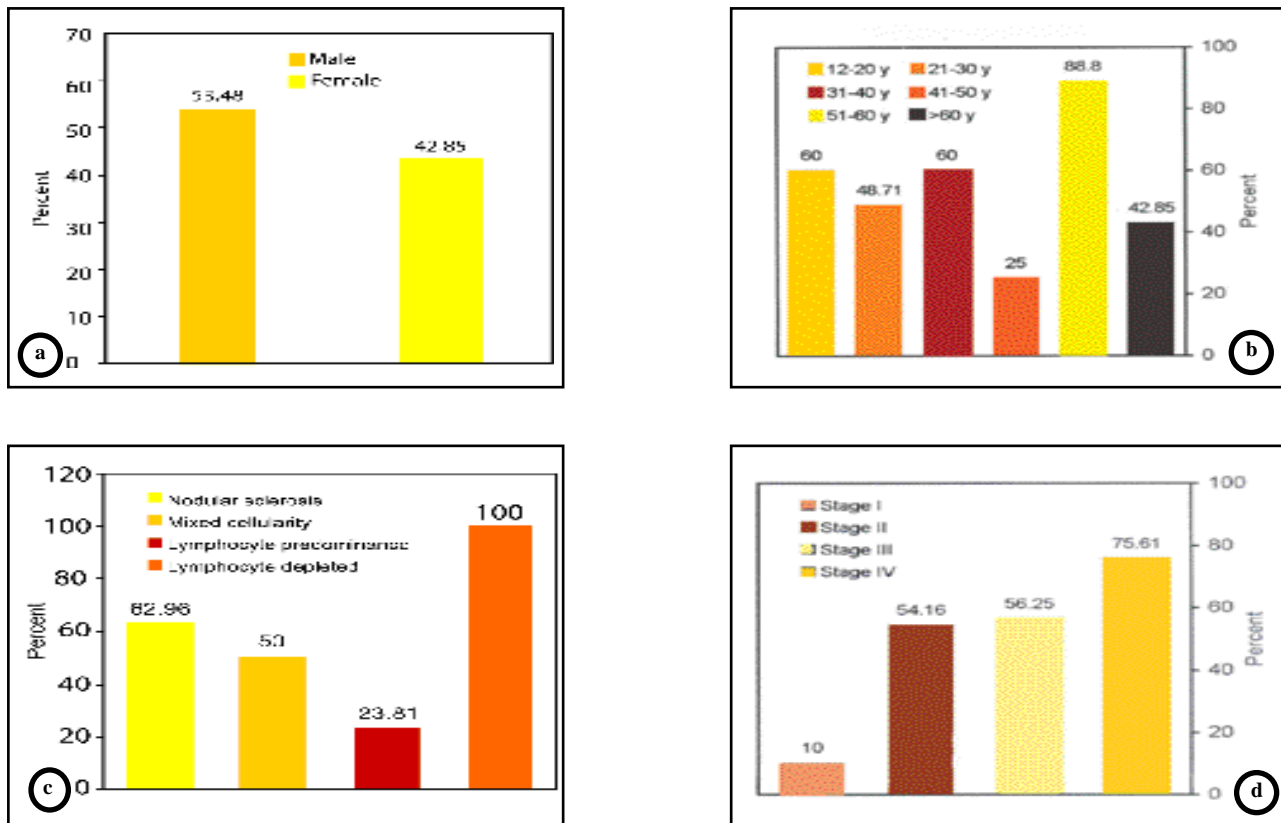 70
60
50
40
30
20
10
0
Percent
Male
Female
42.85
a
12-20 y 21-30 y
31-40 y 41-50 y
51-60 y >60 y
60
48.71
60
25
88.8
42.85
100
80
60
40
20
0
Percent
b
120
100
80
60
40
20
0
Percent
Nodular sclerosis
Mixed cellularity
Lymphocyte predominance
Lymphocyte depleted
62.96
50
23.81
100
c
Stage I
Stage II
Stage III
Stage IV
10
54.16
56.25
75.61
100
80
60
40
20
0
Percent
d